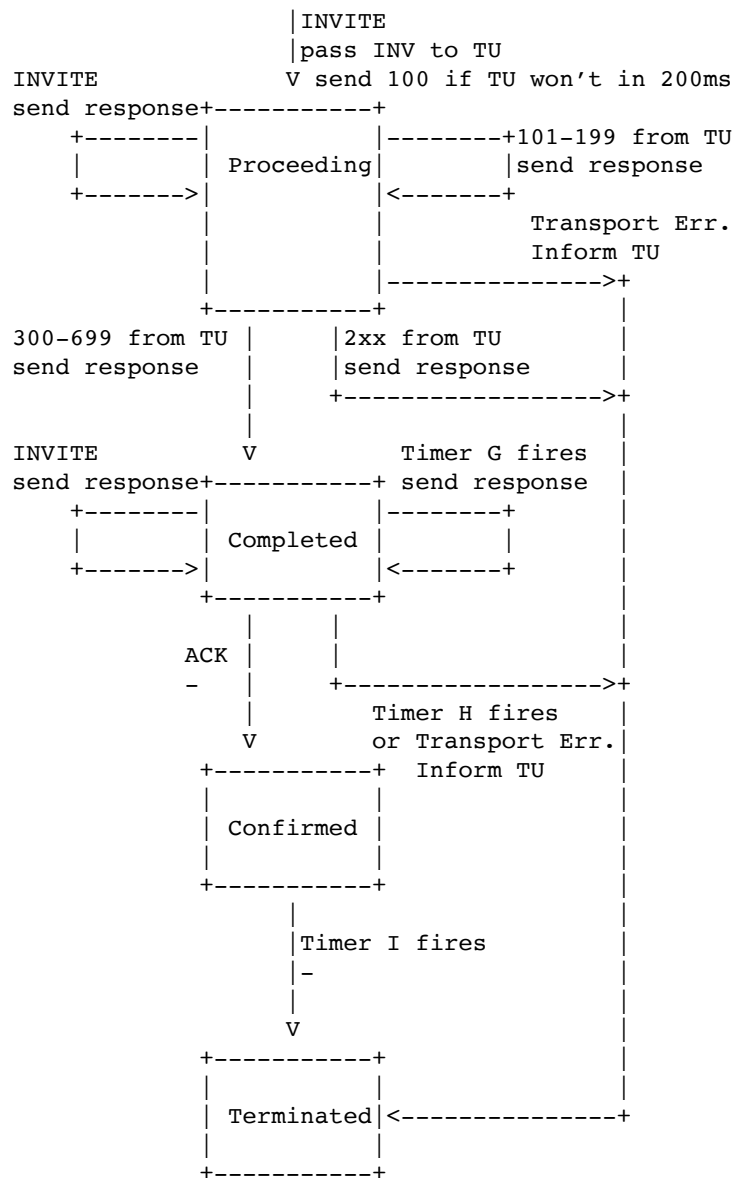 INVITE
pass INV to TU
INVITE send 100 if TU won't in 200ms
send response
101-199 from TU
Proceeding send response
Transport Err.
Inform TU
300-699 from TU 2xx from TU
send response send response
INVITE Timer G fires
send response send response
Completed
ACK
-
Timer H fires
or Transport Err.
Inform TU
Confirmed
Timer I fires
-
Terminated